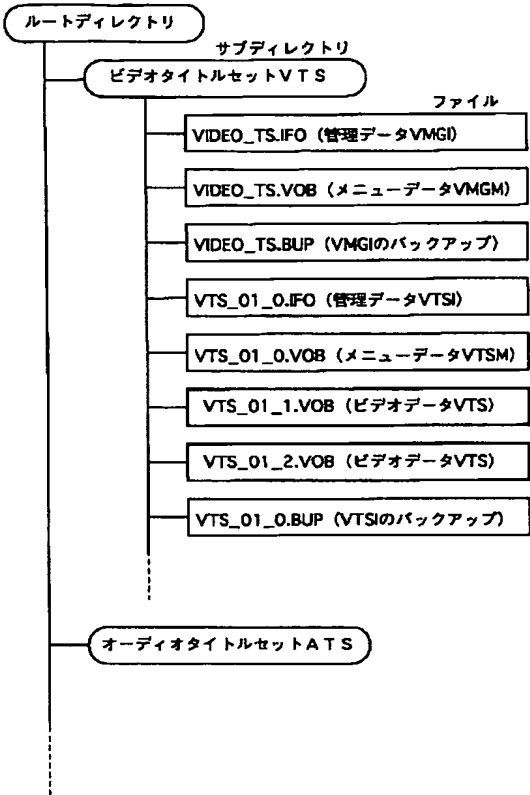 ルートディレクトリ
サブディレクトリ
ビデオタイトルセットVTS
ファイル
VIDEO_TS.IFO (管理データVMGI)
VIDEO_TS.VOB (メニューデータVMGM)
VIDEO_TS.BUP (VMGIのバックアップ)
VTS_01_0.IFO (管理データVTSI)
VTS_01_0.VOB (メニューデータVTSM)
VTS_01_1.VOB (ビデオデータVTS)
VTS_01_2.VOB (ビデオデータVTS)
VTS_01_0.BUP (VTSIのバックアップ)
オーディオタイトルセットATS